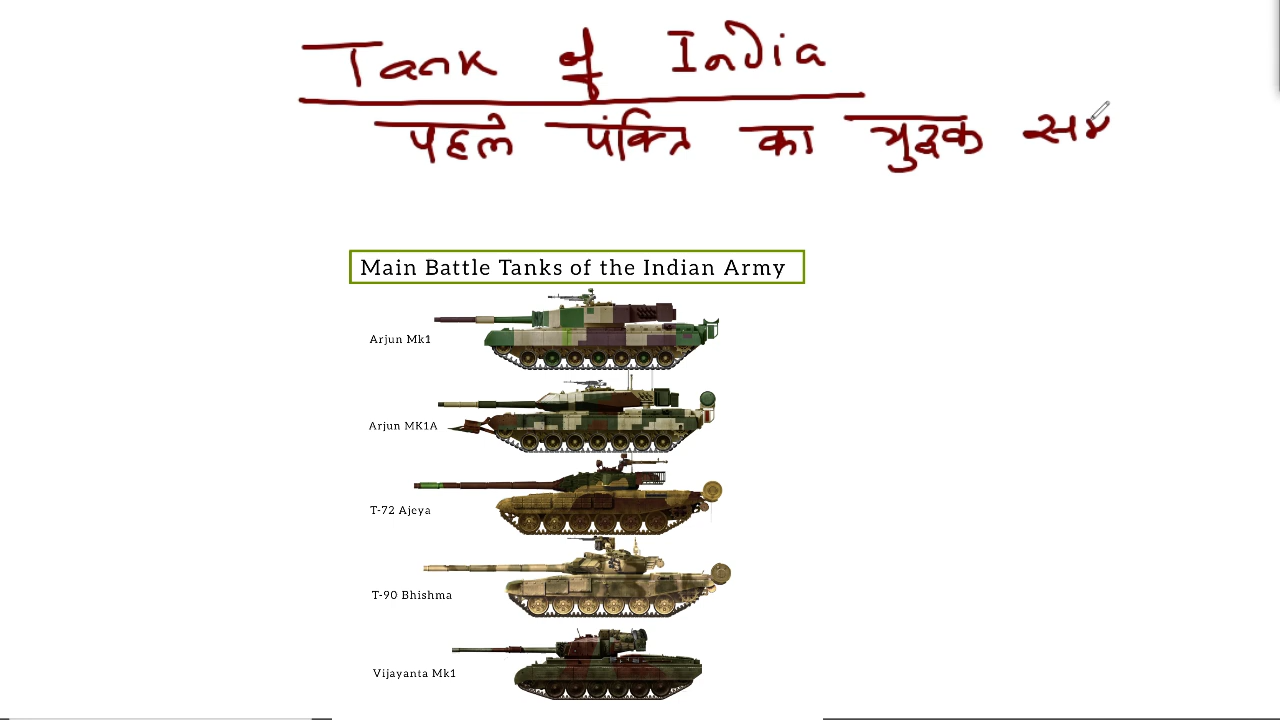 Tank of India
पहले पंक्ति का युद्धक
Main Battle Tanks of the Indian Army
Arjun Mk1
Arjun MK1A
T-72 Ajeya
T-90 Bhishma
Vijayanta Mk1